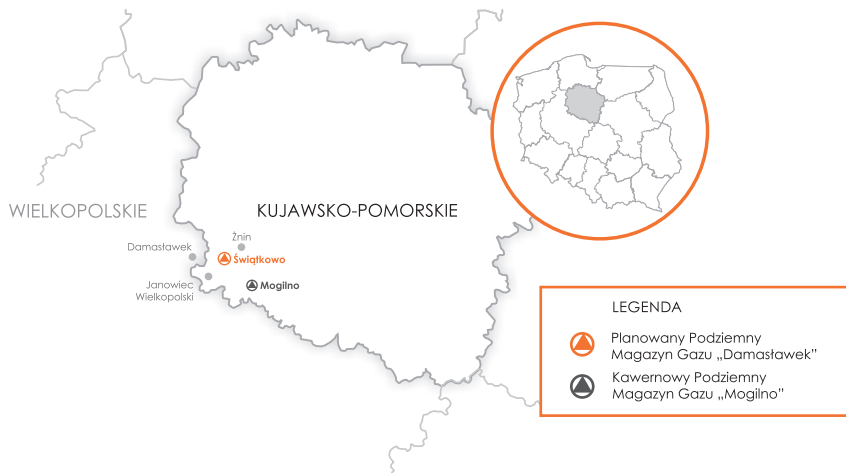 WIELKOPOLSKIE
KUJAWSKO-POMORSKIE
Żnin
Damasławek
Świątkowo
Janowiec
Wielkopolski
Mogilno
LEGENDA
Planowany Podziemny
Magazyn Gazu „Damasławek”
Kawernowy Podziemny
Magazyn Gazu „Mogilno”